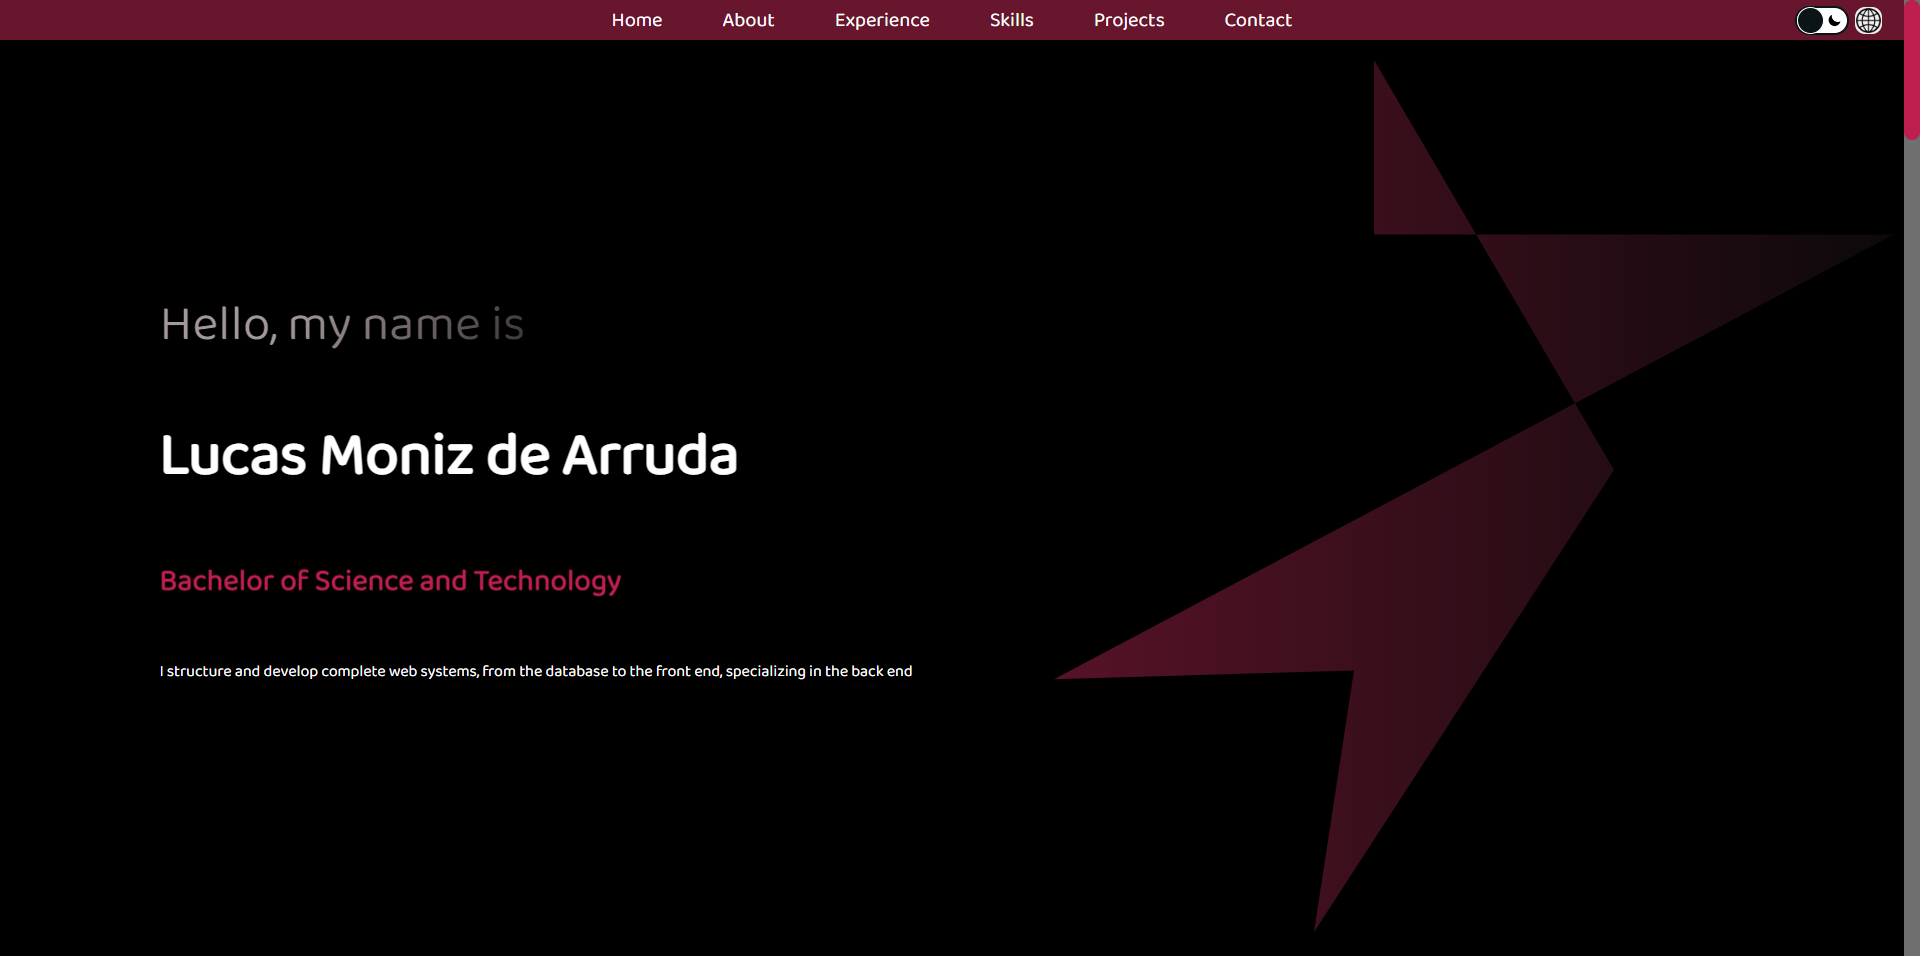 Home About Experience Skills Projects Contact
Hello, my name is
Lucas Moniz de Arruda
Bachelor of Science and Technology
I structure and develop complete web systems, from the database to the front end, specializing in the back end